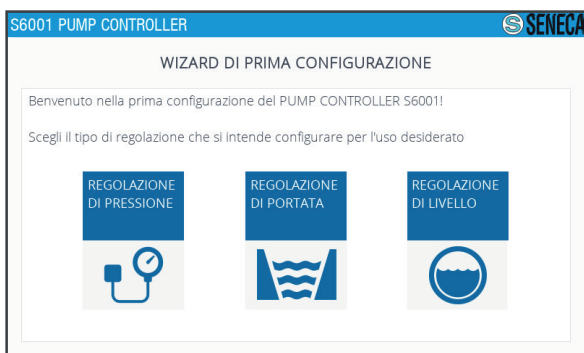 S6001 PUMP CONTROLLER
S SENECA
WIZARD DI PRIMA CONFIGURAZIONE
Benvenuto nella prima configurazione del PUMP CONTROLLER S6001!
Scegli il tipo di regolazione che si intende configurare per l'uso desiderato
REGOLAZIONE
DI PRESSIONE
REGOLAZIONE
DI PORTATA
REGOLAZIONE
DI LIVELLO